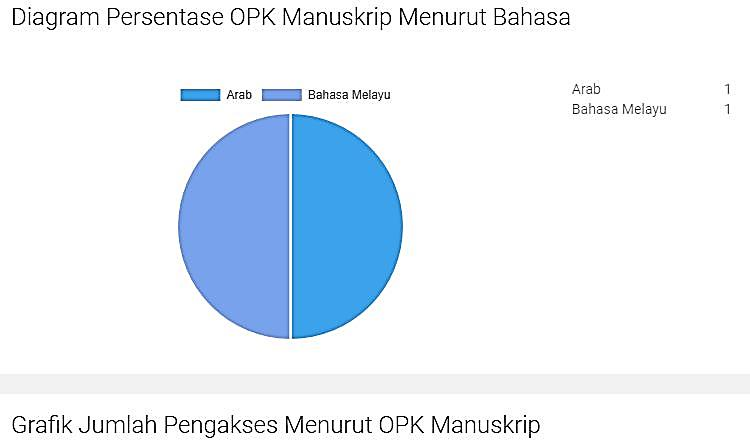 Diagram Persentase OPK Manuskrip Menurut Bahasa
Arab Bahasa Melayu
Arab 1
Bahasa Melayu 1
Grafik Jumlah Pengakses Menurut OPK Manuskrip